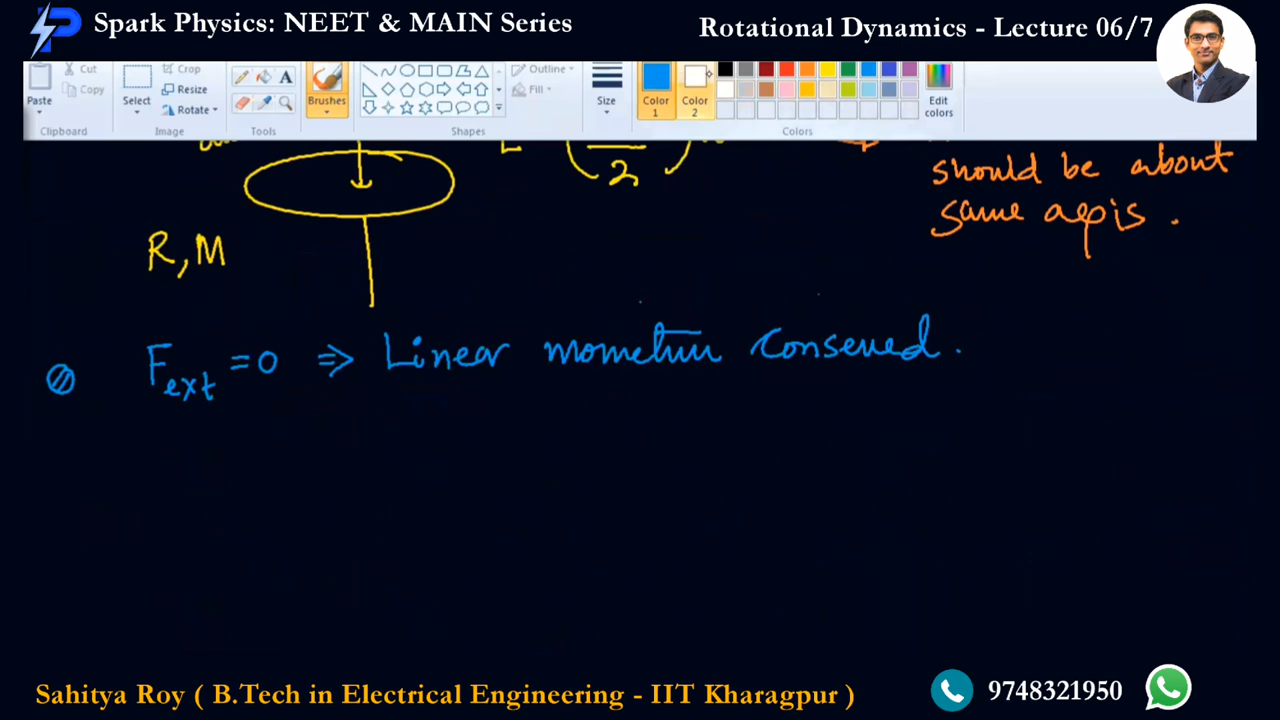 Spark Physics: NEET & MAIN Series
Rotational Dynamics - Lecture 06/7
Paste
Cut
Copy
Clipboard
Select
Crop
Resize
Rotate
Image
Tools
Brushes
Shapes
Outline
Fill
Size
Color 1
Color 2
Edit colors
Colors
2
should be about
same axis.
R, M
F ext = 0 ⇒ Linear momentum conserved.
Sahitya Roy ( B.Tech in Electrical Engineering - IIT Kharagpur )
9748321950